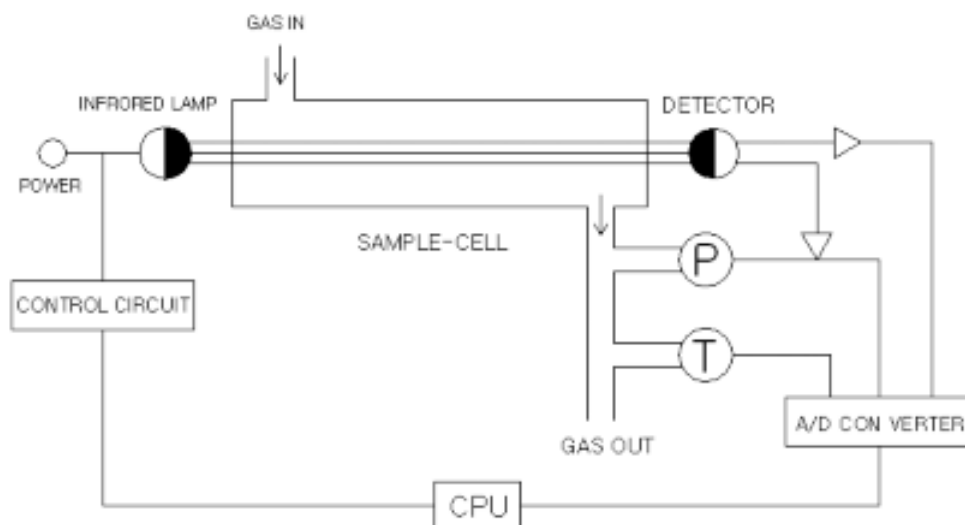 GAS IN
INFRORED LAMP
DETECTOR
POWER
SAMPLE-CELL
P
CONTROL CIRCUIT
T
A/D CON VERTER
GAS OUT
CPU